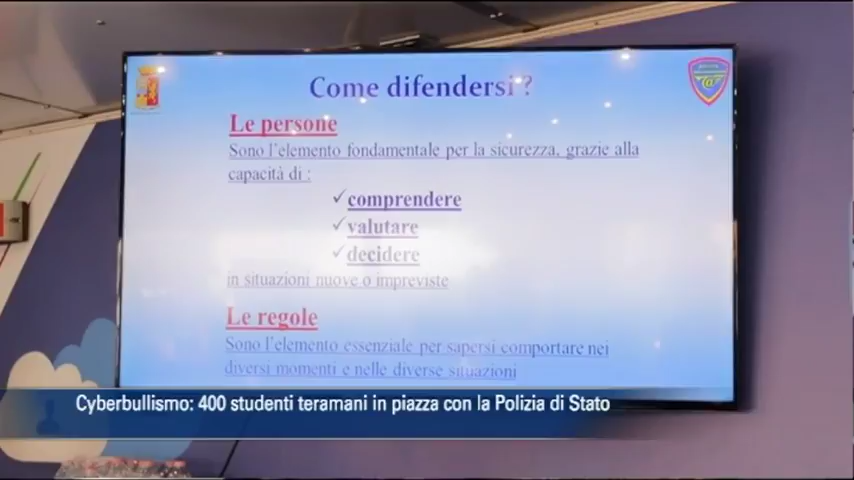 Come difendersi ?
Le persone
Sono l'elemento fondamentale per la sicurezza, grazie alla
capacità di :
✓comprendere
✓valutare
✓decidere
in situazioni nuove o impreviste
Le regole
Sono l'elemento essenziale per sapersi comportare nei
diversi momenti e nelle diverse situazioni
Cyberbullismo: 400 studenti teramani in piazza con la Polizia di Stato